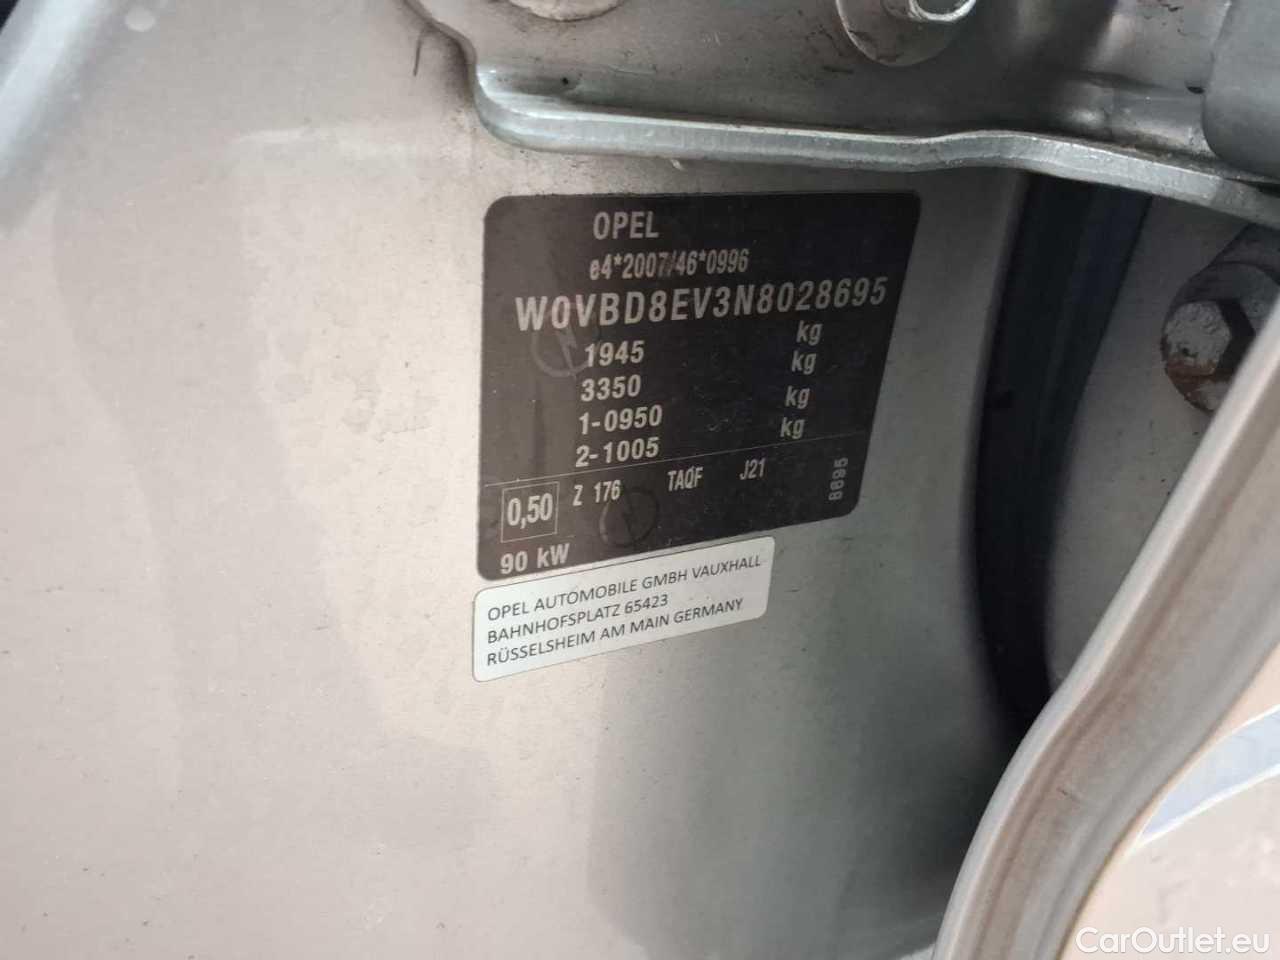 OPEL
e4*2007/46*0996
W0VBD8EV3N8028695
1945 kg
3350 kg
1-0950 kg
2-1005 kg
0,50 Z 176 TAQF J21 8695
90 kW
OPEL AUTOMOBILE GMBH VAUXHALL
BAHNHOFSPLATZ 65423
RÜSSELSHEIM AM MAIN GERMANY
CarOutlet.eu